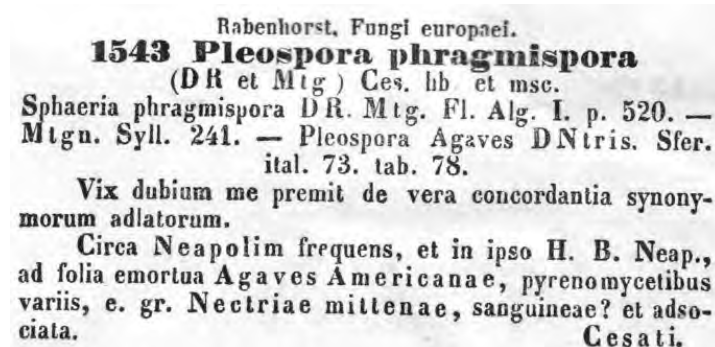 Rabenhorst, Fungi europaei.
1543 Pleospora phragmispora
(DR et Mtg) Ces. hb et msc.
Sphaeria phragmispora DR. Mtg. Fl. Alg. I. p. 520. —
Mtgn. Syll. 241. — Pleospora Agaves DNtris. Sfer.
ital. 73. tab. 78.
Vix dubium me premit de vera concordantia synony-
morum adlatorum.
Circa Neapolim frequens, et in ipso H. B. Neap.,
ad folia emortua Agaves Americanae, pyrenomycetibus
variis, e. gr. Nectriae mittenae, sanguineae? et adso-
ciata. Cesati.